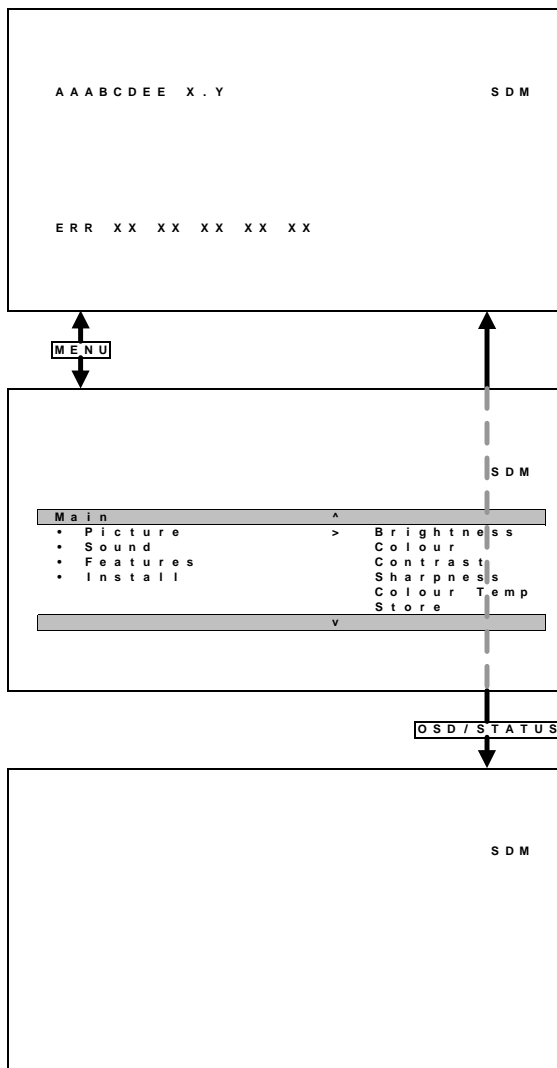 AAABCDEE X.Y SDM
ERR XX XX XX XX XX
MENU
SDM
Main ^
• Picture > Brightness
• Sound Colour
• Features Contrast
• Install Sharpness
Colour Temp
Store
v
OSD/STATUS
SDM